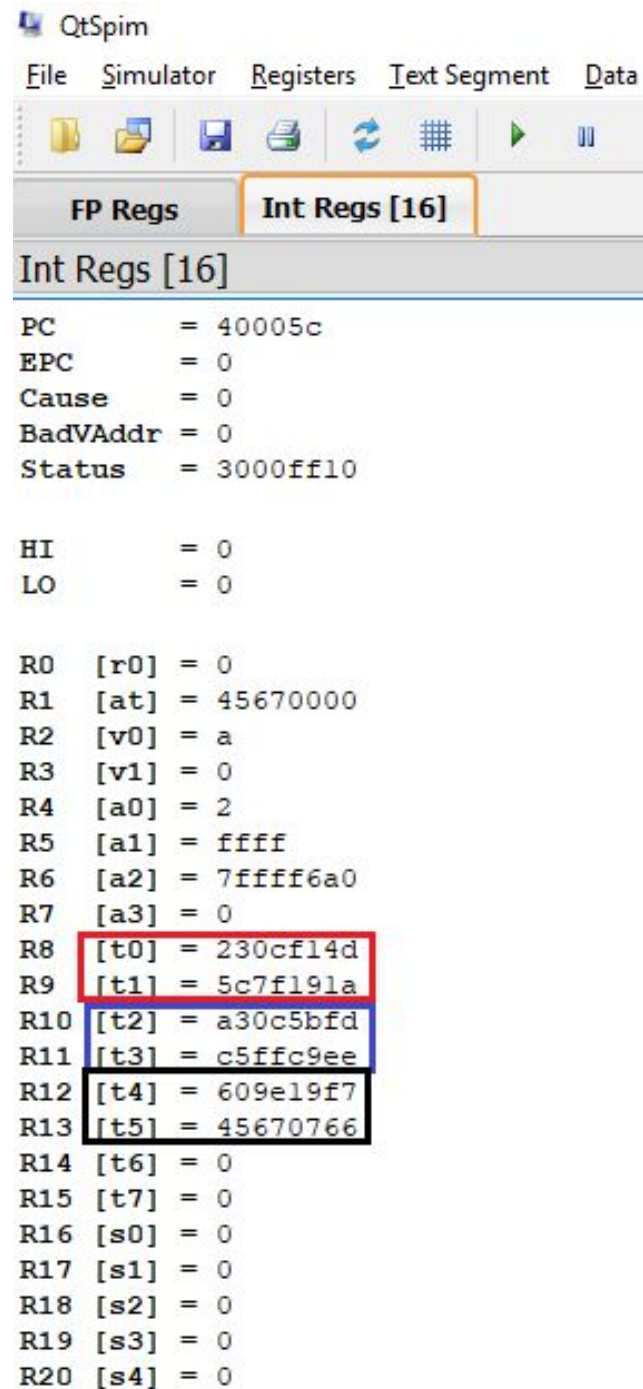 QtSpim
File Simulator Registers Text Segment Data
FP Regs Int Regs [16]
Int Regs [16]
PC = 40005c
EPC = 0
Cause = 0
BadVAddr = 0
Status = 3000ff10
HI = 0
LO = 0
R0 [r0] = 0
R1 [at] = 45670000
R2 [v0] = a
R3 [v1] = 0
R4 [a0] = 2
R5 [a1] = ffff
R6 [a2] = 7ffff6a0
R7 [a3] = 0
R8 [t0] = 230cf14d
R9 [t1] = 5c7f191a
R10 [t2] = a30c5bfd
R11 [t3] = c5ffc9ee
R12 [t4] = 609e19f7
R13 [t5] = 45670766
R14 [t6] = 0
R15 [t7] = 0
R16 [s0] = 0
R17 [s1] = 0
R18 [s2] = 0
R19 [s3] = 0
R20 [s4] = 0